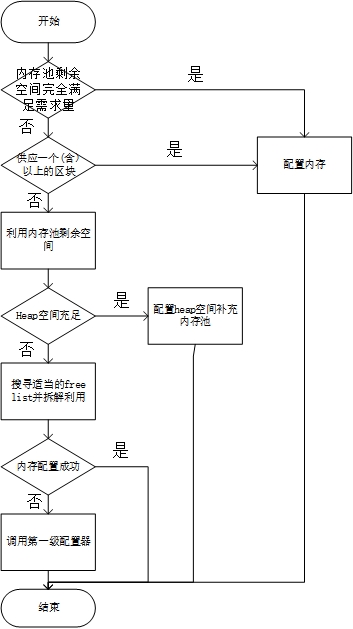 开始
内存池剩余
空间完全满
足需求量
是
否
供应一个(含)
以上的区块
是
配置内存
否
利用内存池剩余空
间
Heap空间充足
是
配置heap空间补充
内存池
否
搜寻适当的free
list并拆解利用
内存配置成功
是
否
调用第一级配置器
结束